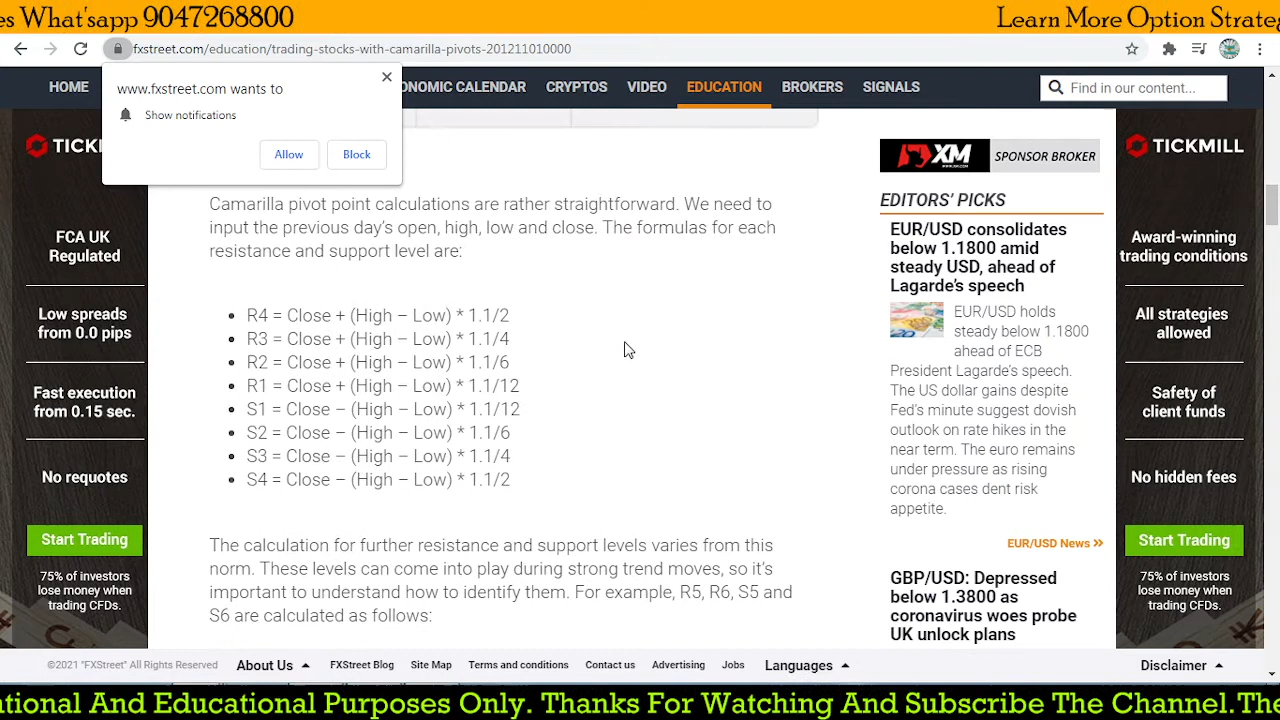 es What'sapp 9047268800
Learn More Option Strateg
fxstreet.com/education/trading-stocks-with-camarilla-pivots-201211010000
www.fxstreet.com wants to
Show notifications
Allow
Block
HOME
ONOMIC CALENDAR
CRYPTOS
VIDEO
EDUCATION
BROKERS
SIGNALS
Find in our content...
TICK
FCA UK
Regulated
Low spreads
from 0.0 pips
Fast execution
from 0.15 sec.
No requotes
Start Trading
75% of investors
lose money when
trading CFDs.
Camarilla pivot point calculations are rather straightforward. We need to
input the previous day's open, high, low and close. The formulas for each
resistance and support level are:
R4 = Close + (High – Low) * 1.1/2
R3 = Close + (High – Low) * 1.1/4
R2 = Close + (High – Low) * 1.1/6
R1 = Close + (High – Low) * 1.1/12
S1 = Close – (High – Low) * 1.1/12
S2 = Close – (High – Low) * 1.1/6
S3 = Close – (High – Low) * 1.1/4
S4 = Close – (High – Low) * 1.1/2
The calculation for further resistance and support levels varies from this
norm. These levels can come into play during strong trend moves, so it's
important to understand how to identify them. For example, R5, R6, S5 and
S6 are calculated as follows:
XM
www.xm.com
SPONSOR BROKER
EDITORS' PICKS
EUR/USD consolidates
below 1.1800 amid
steady USD, ahead of
Lagarde's speech
EUR/USD holds
steady below 1.1800
ahead of ECB
President Lagarde's speech.
The US dollar gains despite
Fed's minute suggest dovish
outlook on rate hikes in the
near term. The euro remains
under pressure as rising
corona cases dent risk
appetite.
EUR/USD News
GBP/USD: Depressed
below 1.3800 as
coronavirus woes probe
UK unlock plans
TICKMILL
Award-winning
trading conditions
All strategies
allowed
Safety of
client funds
No hidden fees
Start Trading
75% of investors
lose money when
trading CFDs.
©2021 "FXStreet" All Rights Reserved
About Us
FXStreet Blog
Site Map
Terms and conditions
Contact us
Advertising
Jobs
Languages
Disclaimer
ational And Educational Purposes Only. Thanks For Watching And Subscribe The Channel.The